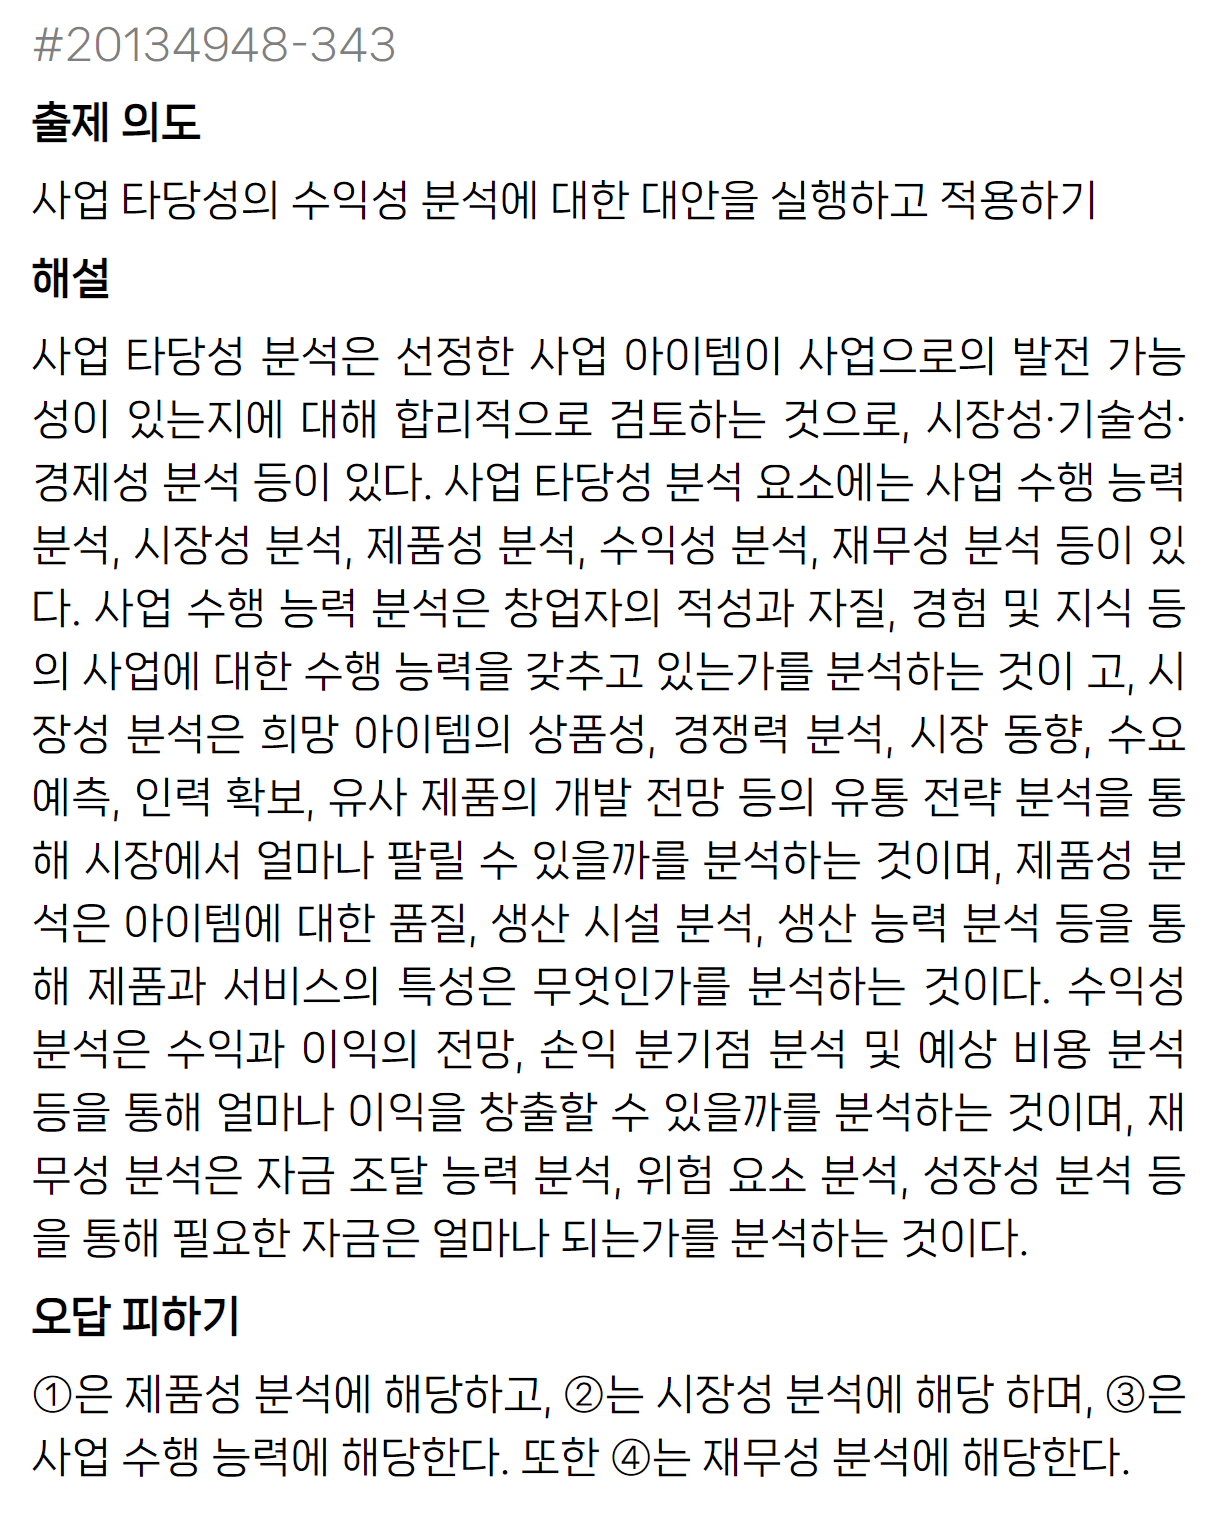 #20134948-343
출제 의도
사업 타당성의 수익성 분석에 대한 대안을 실행하고 적용하기
해설
사업 타당성 분석은 선정한 사업 아이템이 사업으로의 발전 가능
성이 있는지에 대해 합리적으로 검토하는 것으로, 시장성·기술성·
경제성 분석 등이 있다. 사업 타당성 분석 요소에는 사업 수행 능력
분석, 시장성 분석, 제품성 분석, 수익성 분석, 재무성 분석 등이 있
다. 사업 수행 능력 분석은 창업자의 적성과 자질, 경험 및 지식 등
의 사업에 대한 수행 능력을 갖추고 있는가를 분석하는 것이 고, 시
장성 분석은 희망 아이템의 상품성, 경쟁력 분석, 시장 동향, 수요
예측, 인력 확보, 유사 제품의 개발 전망 등의 유통 전략 분석을 통
해 시장에서 얼마나 팔릴 수 있을까를 분석하는 것이며, 제품성 분
석은 아이템에 대한 품질, 생산 시설 분석, 생산 능력 분석 등을 통
해 제품과 서비스의 특성은 무엇인가를 분석하는 것이다. 수익성
분석은 수익과 이익의 전망, 손익 분기점 분석 및 예상 비용 분석
등을 통해 얼마나 이익을 창출할 수 있을까를 분석하는 것이며, 재
무성 분석은 자금 조달 능력 분석, 위험 요소 분석, 성장성 분석 등
을 통해 필요한 자금은 얼마나 되는가를 분석하는 것이다.
오답 피하기
①은 제품성 분석에 해당하고, ②는 시장성 분석에 해당 하며, ③은
사업 수행 능력에 해당한다. 또한 ④는 재무성 분석에 해당한다.